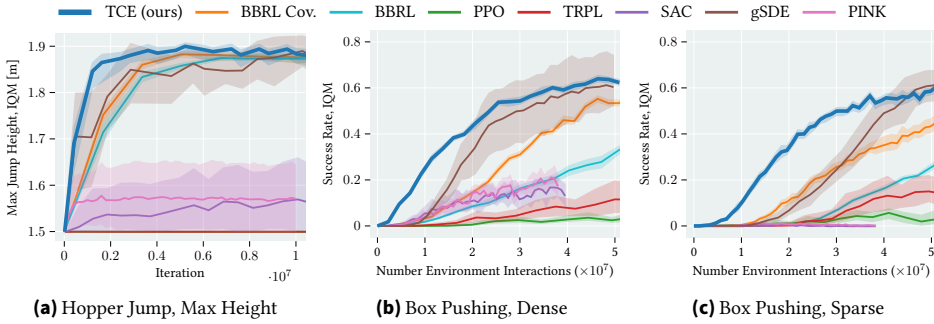 TCE (ours) BBRL Cov. BBRL PPO TRPL SAC gSDE PINK
Max Jump Height, IQM [m]
1.9
1.8
1.7
1.6
1.5
0 0.2 0.4 0.6 0.8 1
Iteration
·10⁷
(a) Hopper Jump, Max Height
Success Rate, IQM
0.8
0.6
0.4
0.2
0
0 1 2 3 4 5
Number Environment Interactions (×10⁷)
(b) Box Pushing, Dense
Success Rate, IQM
0.8
0.6
0.4
0.2
0
0 1 2 3 4 5
Number Environment Interactions (×10⁷)
(c) Box Pushing, Sparse